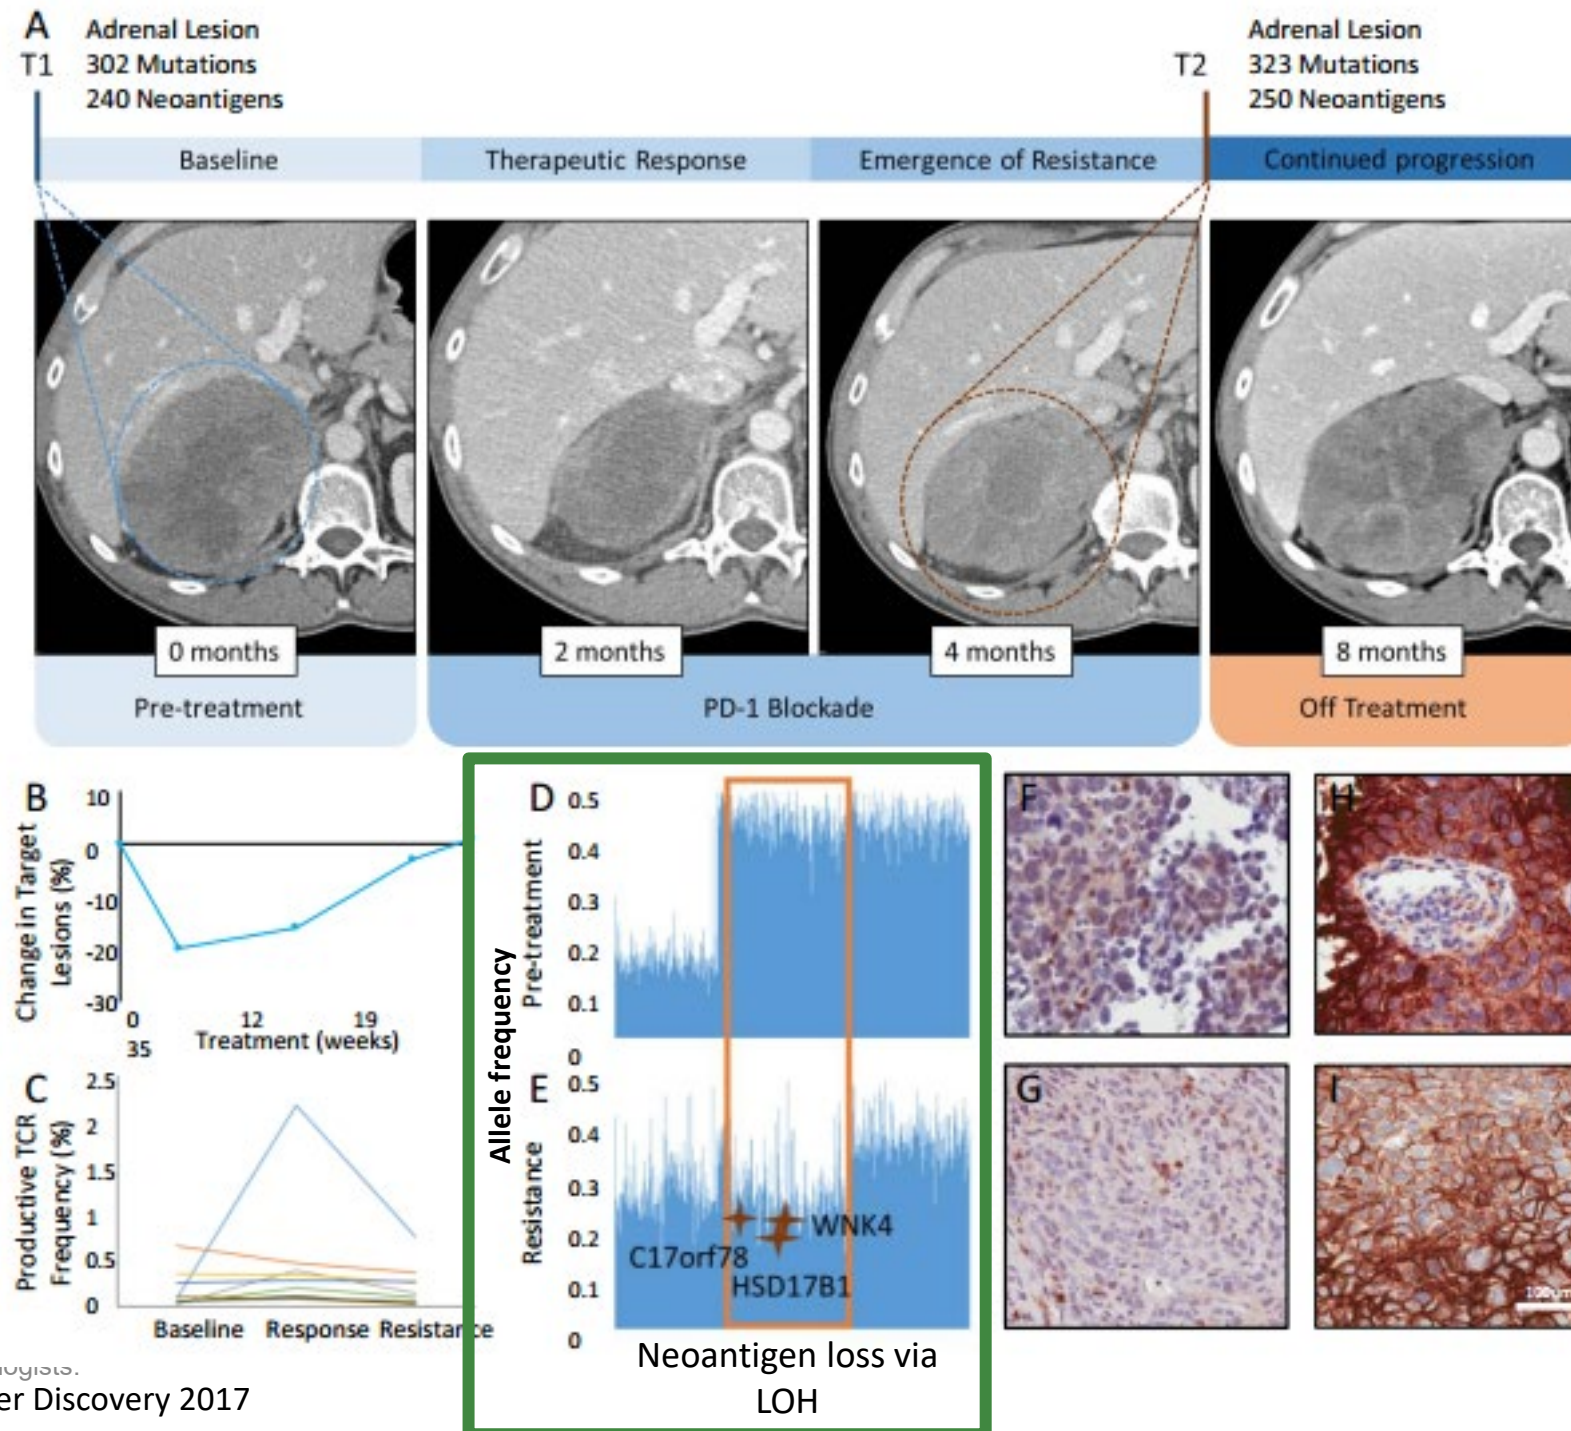 A
Adrenal Lesion
T1
302 Mutations
240 Neoantigens
Adrenal Lesion
T2
323 Mutations
250 Neoantigens
Baseline
Therapeutic Response
Emergence of Resistance
Continued progression
0 months
2 months
4 months
8 months
Pre-treatment
PD-1 Blockade
Off Treatment
B
Change in Target
Lesions (%)
10
0
-10
-20
-30
0
12
19
35
Treatment (weeks)
C
Productive TCR
Frequency (%)
2.5
2
1.5
1
0.5
0
Baseline
Response
Resistance
Allele frequency
D
Pre-treatment
0.5
0.4
0.3
0.2
0.1
0
E
Resistance
0.5
0.4
0.3
0.2
0.1
0
WNK4
C17orf78
HSD17B1
Neoantigen loss via
LOH
F
H
G
I
100µm
ogists.
er Discovery 2017